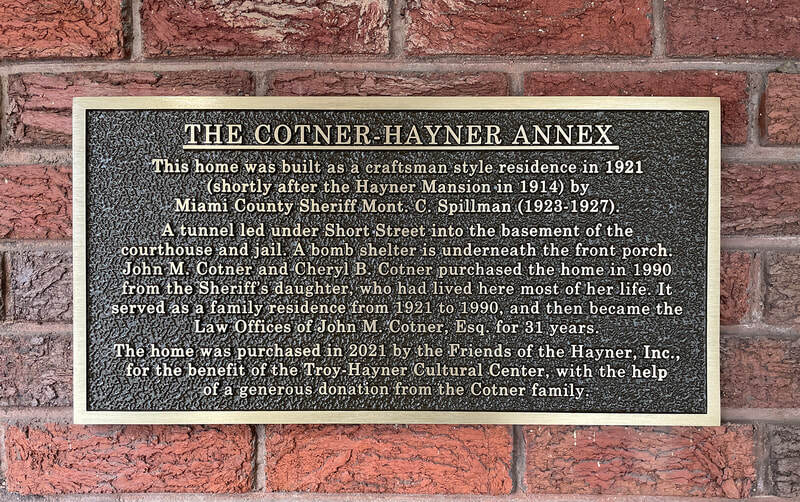 THE COTNER-HAYNER ANNEX
This home was built as a craftsman style residence in 1921
(shortly after the Hayner Mansion in 1914) by
Miami County Sheriff Mont. C. Spillman (1923-1927).
A tunnel led under Short Street into the basement of the
courthouse and jail. A bomb shelter is underneath the front porch.
John M. Cotner and Cheryl B. Cotner purchased the home in 1990
from the Sheriff's daughter, who had lived here most of her life. It
served as a family residence from 1921 to 1990, and then became the
Law Offices of John M. Cotner, Esq. for 31 years.
The home was purchased in 2021 by the Friends of the Hayner, Inc.,
for the benefit of the Troy-Hayner Cultural Center, with the help
of a generous donation from the Cotner family.